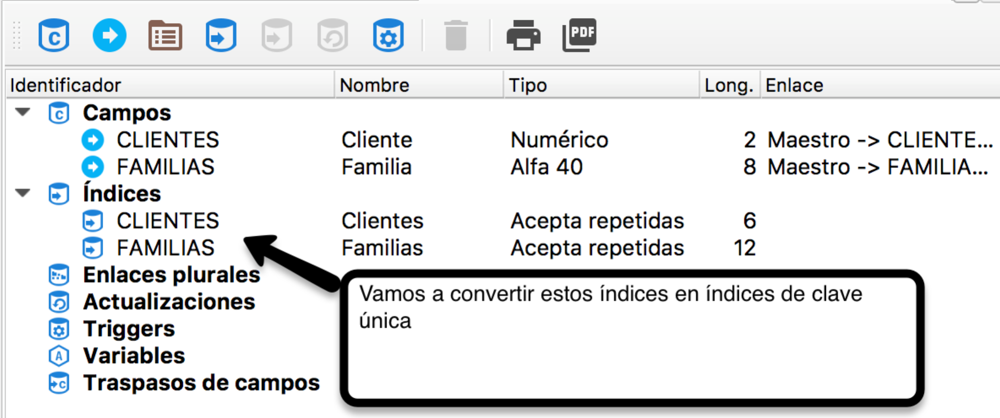 C PDF
Identificador Nombre Tipo Long. Enlace
C Campos
CLIENTES Cliente Numérico 2 Maestro -> CLIENTE...
FAMILIAS Familia Alfa 40 8 Maestro -> FAMILIA...
Índices
CLIENTES Clientes Acepta repetidas 6
FAMILIAS Familias Acepta repetidas 12
Enlaces plurales
Actualizaciones
Triggers
A Variables
C Traspasos de campos
Vamos a convertir estos índices en índices de clave
única